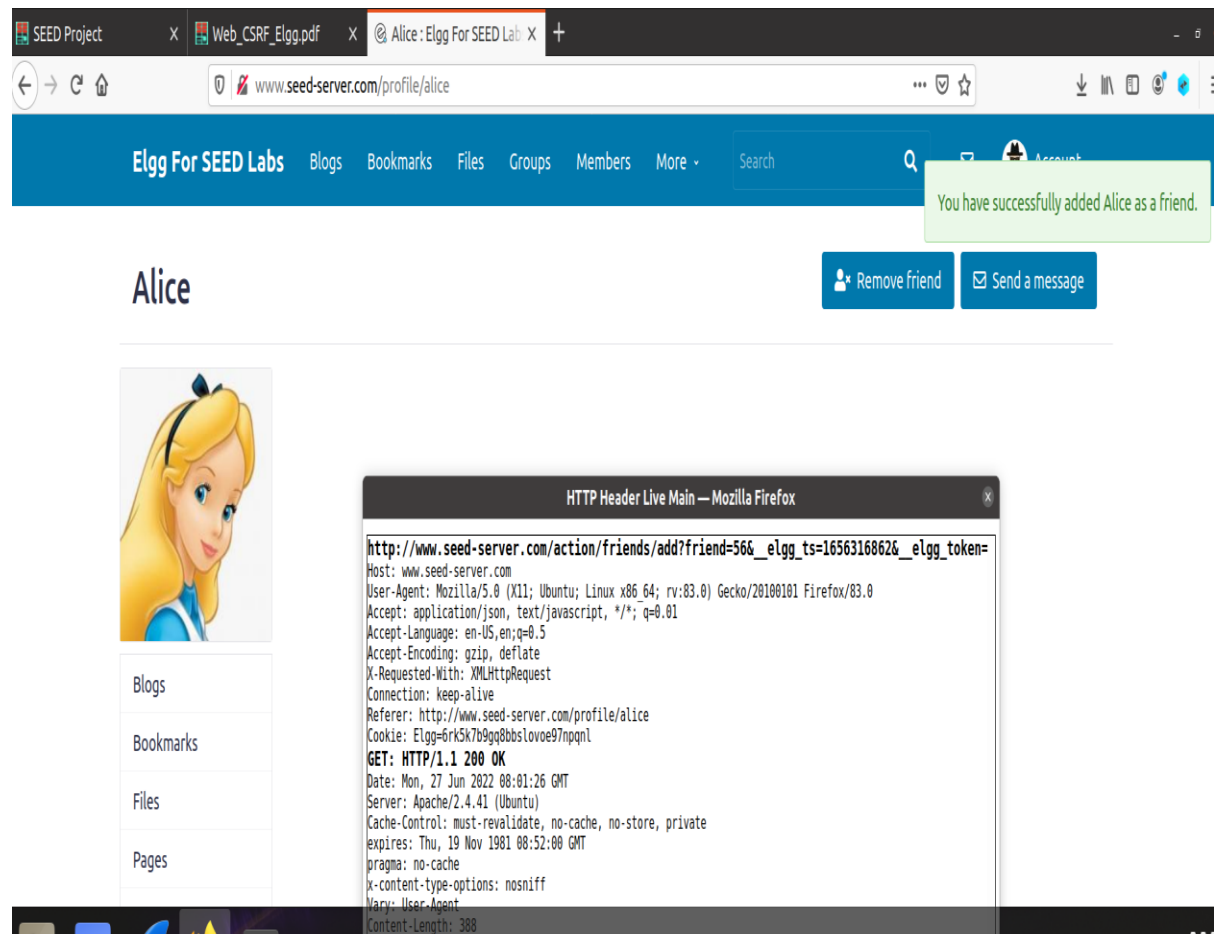 SEED Project
Web_CSRF_Elgg.pdf
Alice : Elgg For SEED Lab
www.seed-server.com/profile/alice
Elgg For SEED Labs Blogs Bookmarks Files Groups Members More Search Account
You have successfully added Alice as a friend.
Alice
Remove friend Send a message
HTTP Header Live Main — Mozilla Firefox
http://www.seed-server.com/action/friends/add?friend=56&__elgg_ts=1656316862&__elgg_token=
Host: www.seed-server.com
User-Agent: Mozilla/5.0 (X11; Ubuntu; Linux x86_64; rv:83.0) Gecko/20100101 Firefox/83.0
Accept: application/json, text/javascript, */*; q=0.01
Accept-Language: en-US,en;q=0.5
Accept-Encoding: gzip, deflate
X-Requested-With: XMLHttpRequest
Connection: keep-alive
Referer: http://www.seed-server.com/profile/alice
Cookie: Elgg=6rk5k7b9gq8bbslovoe97npqnl
GET: HTTP/1.1 200 OK
Date: Mon, 27 Jun 2022 08:01:26 GMT
Server: Apache/2.4.41 (Ubuntu)
Cache-Control: must-revalidate, no-cache, no-store, private
expires: Thu, 19 Nov 1981 08:52:00 GMT
pragma: no-cache
x-content-type-options: nosniff
Vary: User-Agent
Content-Length: 388
Blogs
Bookmarks
Files
Pages